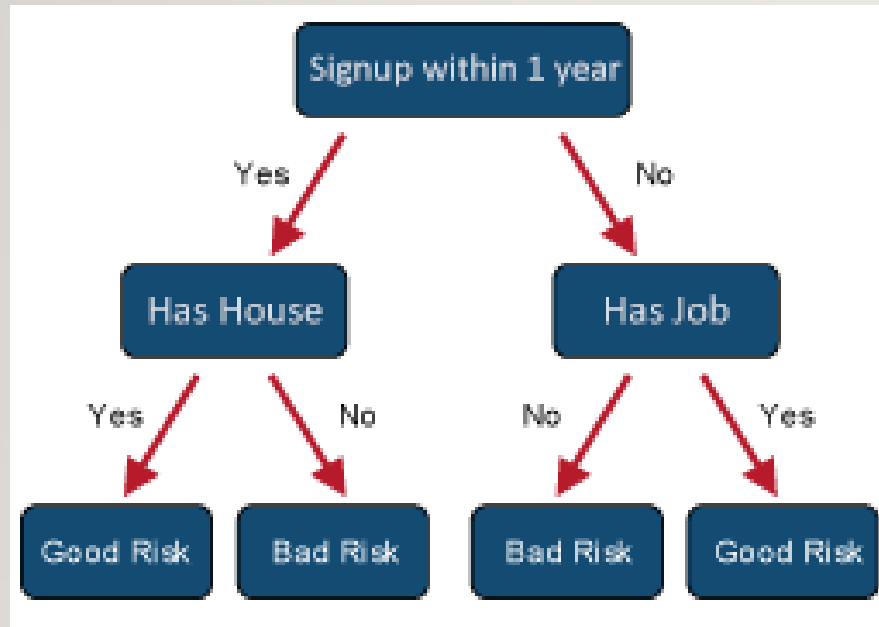 Signup within 1 year
Yes
No
Has House
Has Job
Yes
No
No
Yes
Good Risk
Bad Risk
Bad Risk
Good Risk